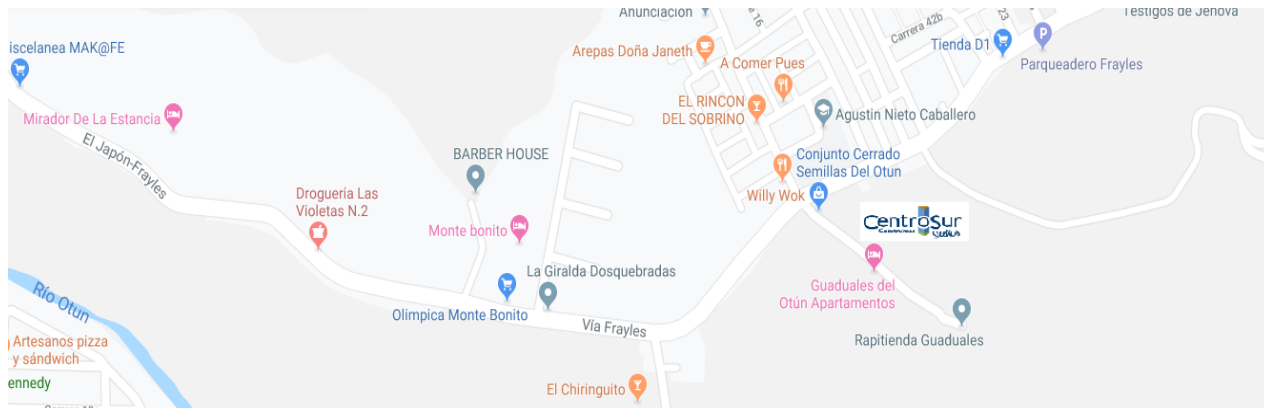 Anunciación
a 16
Carrera 42b
23
Testigos de Jehová
iscelanea MAK@FE
Arepas Doña Janeth
A Comer Pues
Tienda D1
Parqueadero Frayles
EL RINCON
DEL SOBRINO
Agustin Nieto Caballero
Mirador De La Estancia
El Japón-Frayles
BARBER HOUSE
Conjunto Cerrado
Semillas Del Otun
Willy Wok
Drogueria Las
Violetas N.2
Monte bonito
CentroSur
La Giralda Dosquebradas
Guaduales del
Otún Apartamentos
Río Otun
Olimpica Monte Bonito
Vía Frayles
Rapitienda Guaduales
Artesanos pizza
y sándwich
ennedy
El Chiringuito